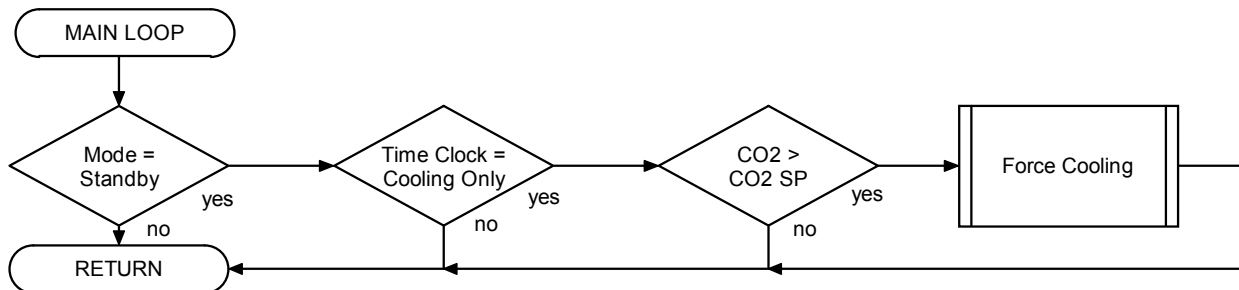 MAIN LOOP
Mode =
Standby
yes
no
Time Clock =
Cooling Only
yes
no
CO2 >
CO2 SP
yes
no
Force Cooling
RETURN